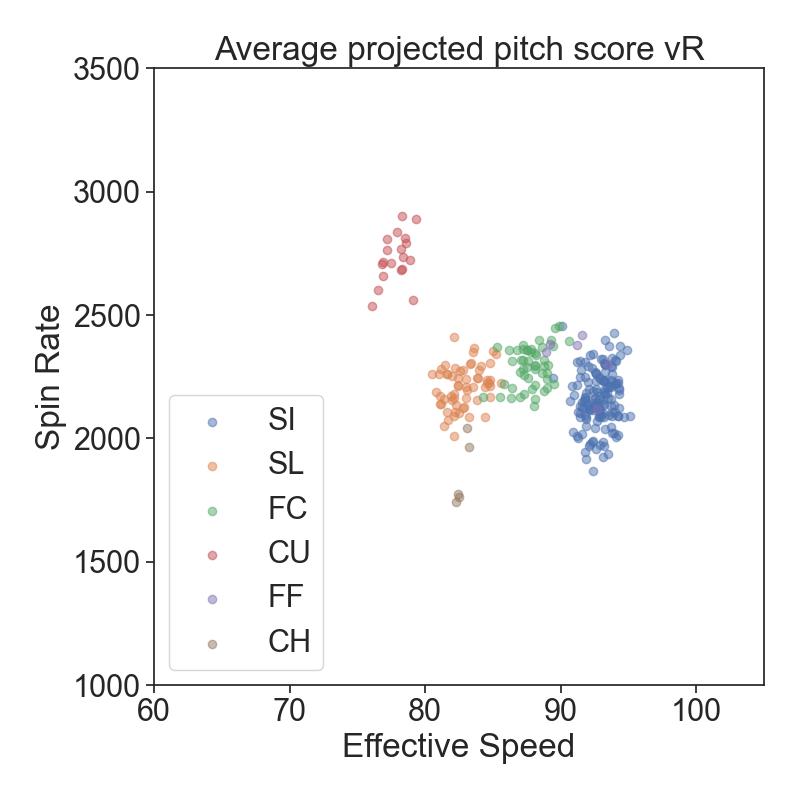 Average projected pitch score vR
3500
3000
2500
2000
1500
1000
Spin Rate
SI
SL
FC
CU
FF
CH
60
70
80
90
100
Effective Speed